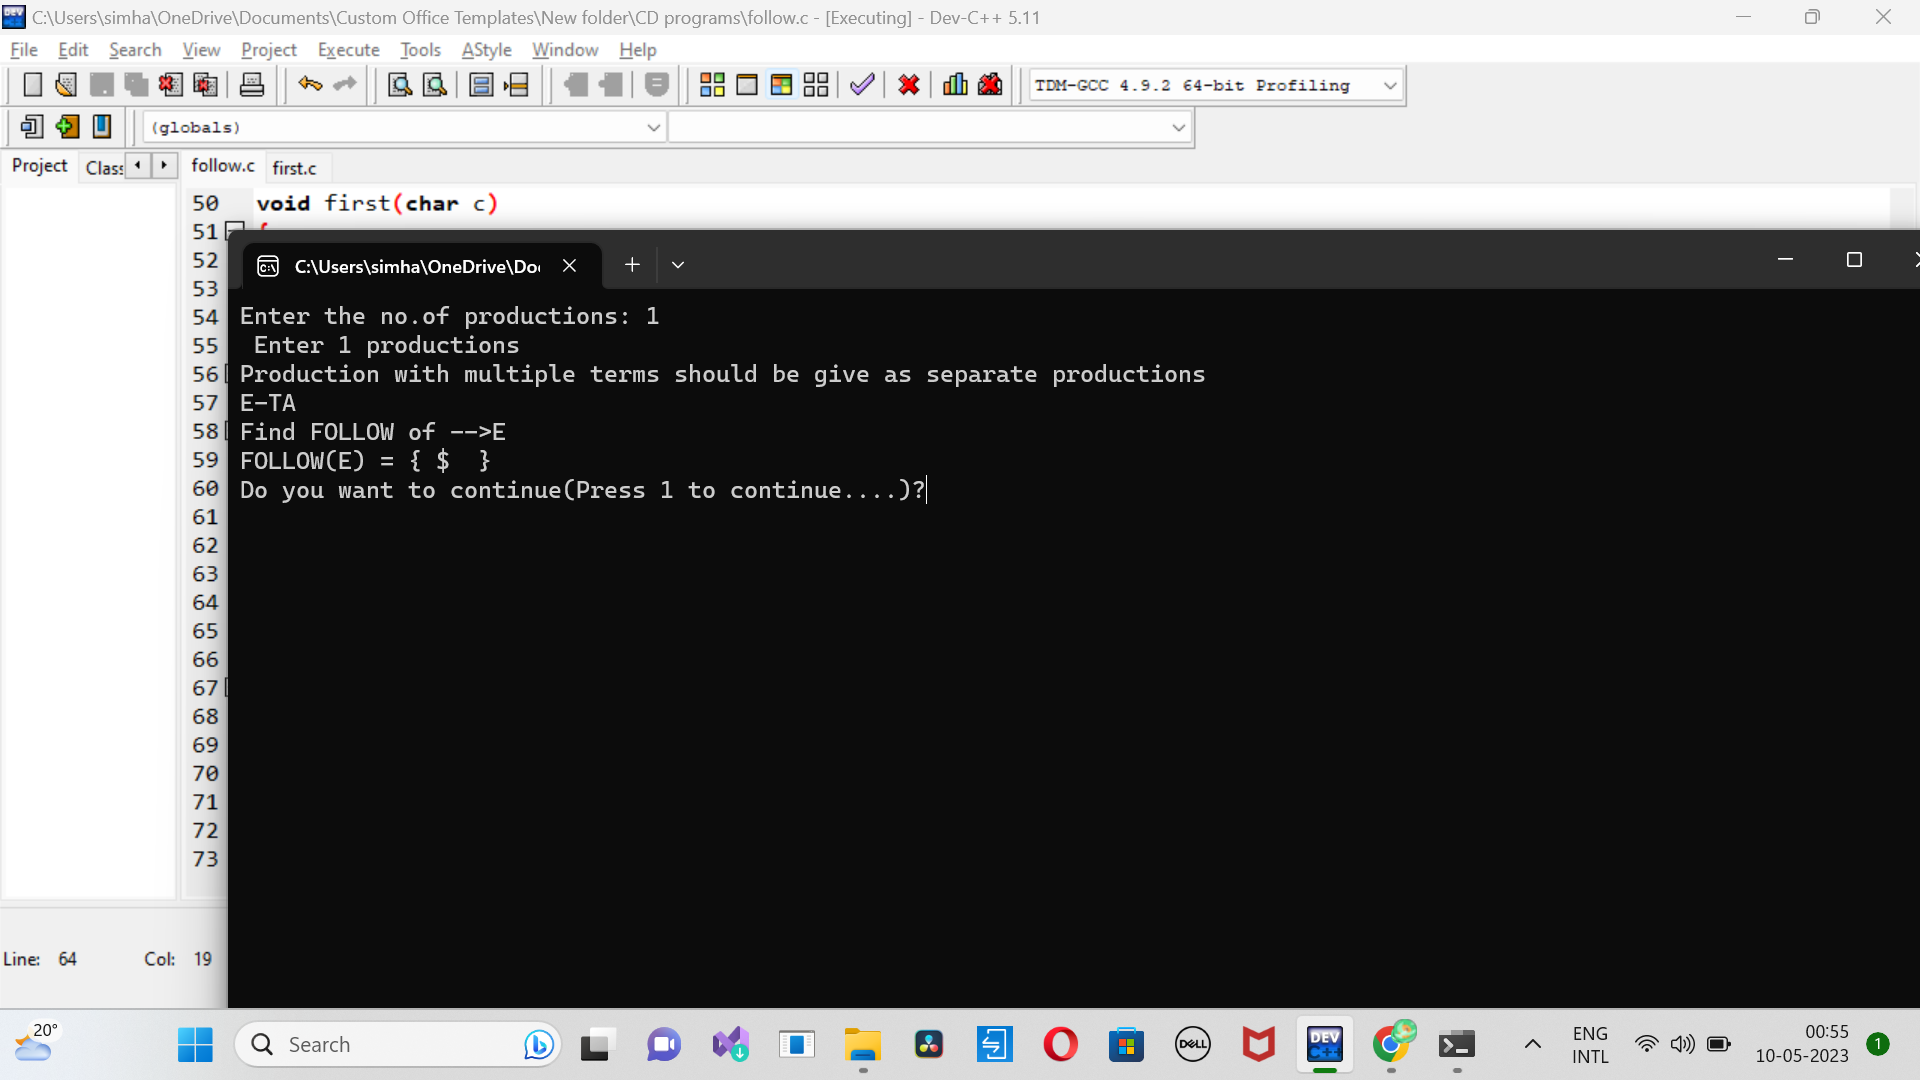 C:\Users\simha\OneDrive\Documents\Custom Office Templates\New folder\CD programs\follow.c - [Executing] - Dev-C++ 5.11
File Edit Search View Project Execute Tools AStyle Window Help
TDM-GCC 4.9.2 64-bit Profiling
(globals)
Project Clas follow.c first.c
50 void first(char c)
51 {
C:\Users\simha\OneDrive\Do
52
53
54
55
56
57
58
59
60
61
62
63
64
65
66
67
68
69
70
71
72
73
Enter the no.of productions: 1
Enter 1 productions
Production with multiple terms should be give as separate productions
E-TA
Find FOLLOW of -->E
FOLLOW(E) = { $ }
Do you want to continue(Press 1 to continue....)?
Line: 64 Col: 19
20°
Search
DELL
DEV C++
ENG
INTL
00:55
10-05-2023
1